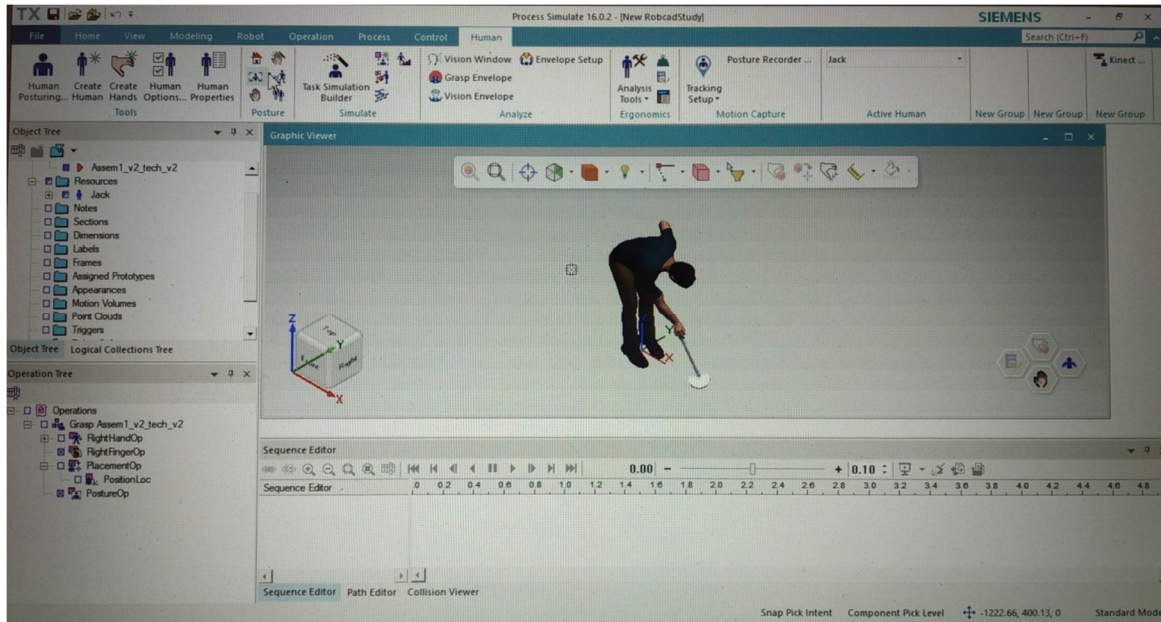 TX
Process Simulate 16.0.2 - [New RobcadStudy]
SIEMENS
File Home View Modeling Robot Operation Process Control Human
Search (Ctrl+F)
Human Posturing... Create Human Create Hands Human Options... Human Properties
Tools
Posture
Task Simulation Builder
Simulate
Vision Window Envelope Setup
Grasp Envelope
Vision Envelope
Analyze
Analysis Tools
Ergonomics
Tracking Setup
Posture Recorder ...
Motion Capture
Jack
Active Human
New Group New Group New Group
Kinect ...
Object Tree
Assem1_v2_tech_v2
Resources
Jack
Notes
Sections
Dimensions
Labels
Frames
Assigned Prototypes
Appearances
Motion Volumes
Point Clouds
Triggers
Object Tree Logical Collections Tree
Graphic Viewer
Z
Y
X
Top
Right
Y
X
Operation Tree
Operations
Grasp Assem1_v2_tech_v2
RightHandOp
RightFingerOp
PlacementOp
PositionLoc
PostureOp
Sequence Editor
0.00 - + 0.10
Sequence Editor .0 0.2 0.4 0.6 0.8 1.0 1.2 1.4 1.6 1.8 2.0 2.2 2.4 2.6 2.8 3.0 3.2 3.4 3.6 3.8 4.0 4.2 4.4 4.6 4.8
Sequence Editor Path Editor Collision Viewer
Snap Pick Intent Component Pick Level -1222.66, 400.13, 0 Standard Mode